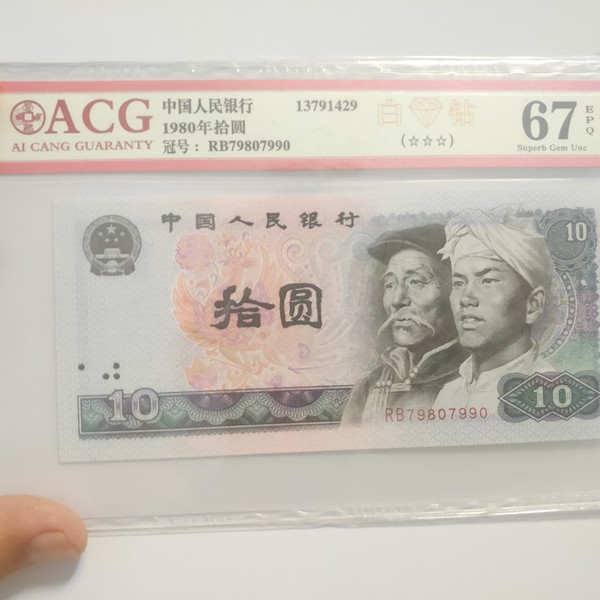 ACG
AI CANG GUARANTY
中国人民银行 13791429
1980年拾圆
冠号：RB79807990
白 钻
(☆☆☆)
67 EPQ
Superb Gem Unc
中国人民银行
10
拾圆
10
RB79807990
10